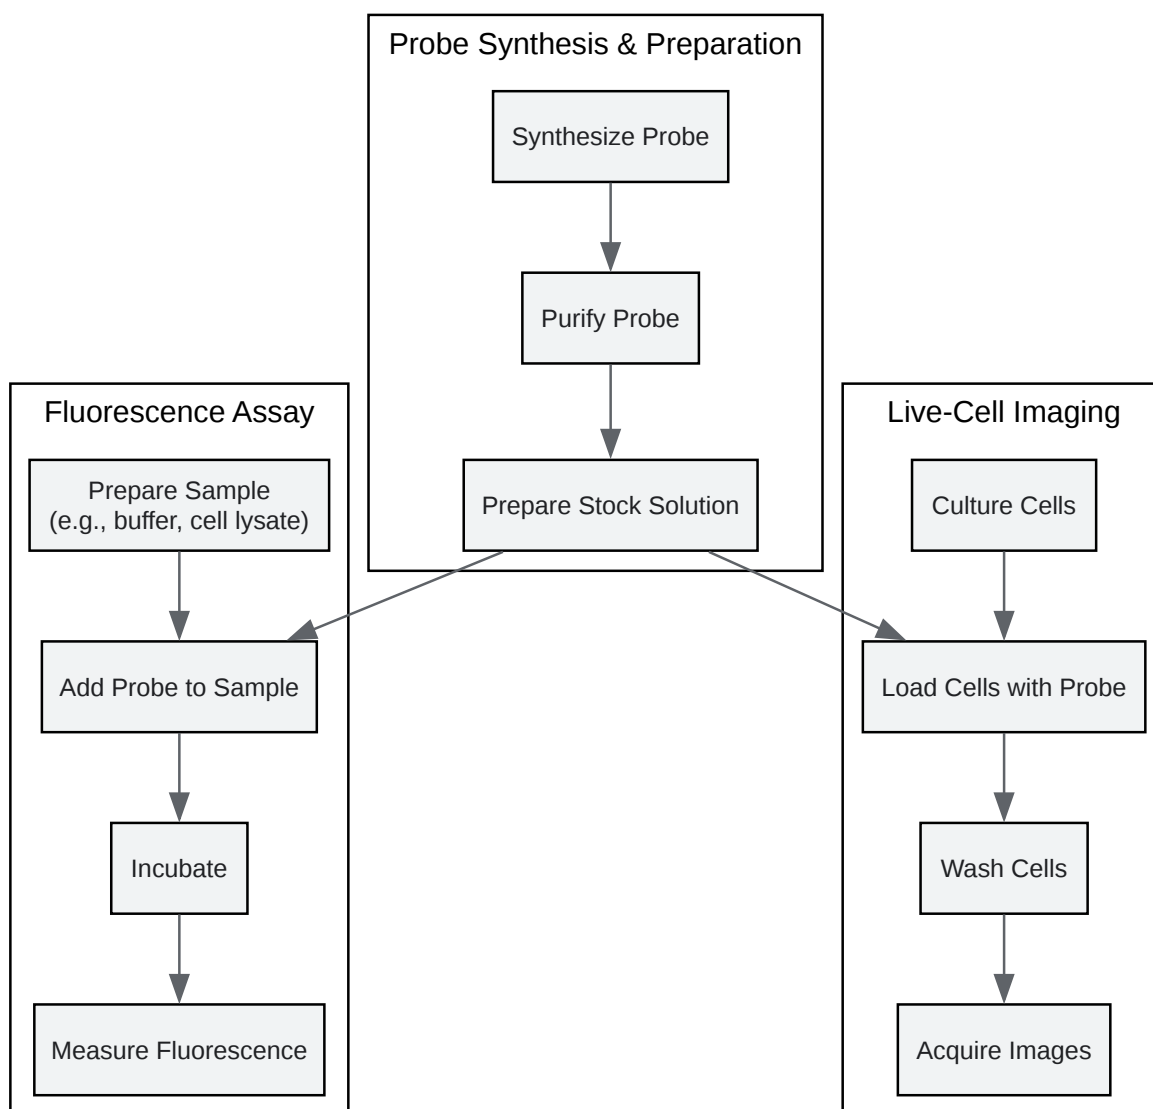 Probe Synthesis & Preparation
Synthesize Probe
Purify Probe
Prepare Stock Solution
Fluorescence Assay
Prepare Sample
(e.g., buffer, cell lysate)
Add Probe to Sample
Incubate
Measure Fluorescence
Live-Cell Imaging
Culture Cells
Load Cells with Probe
Wash Cells
Acquire Images